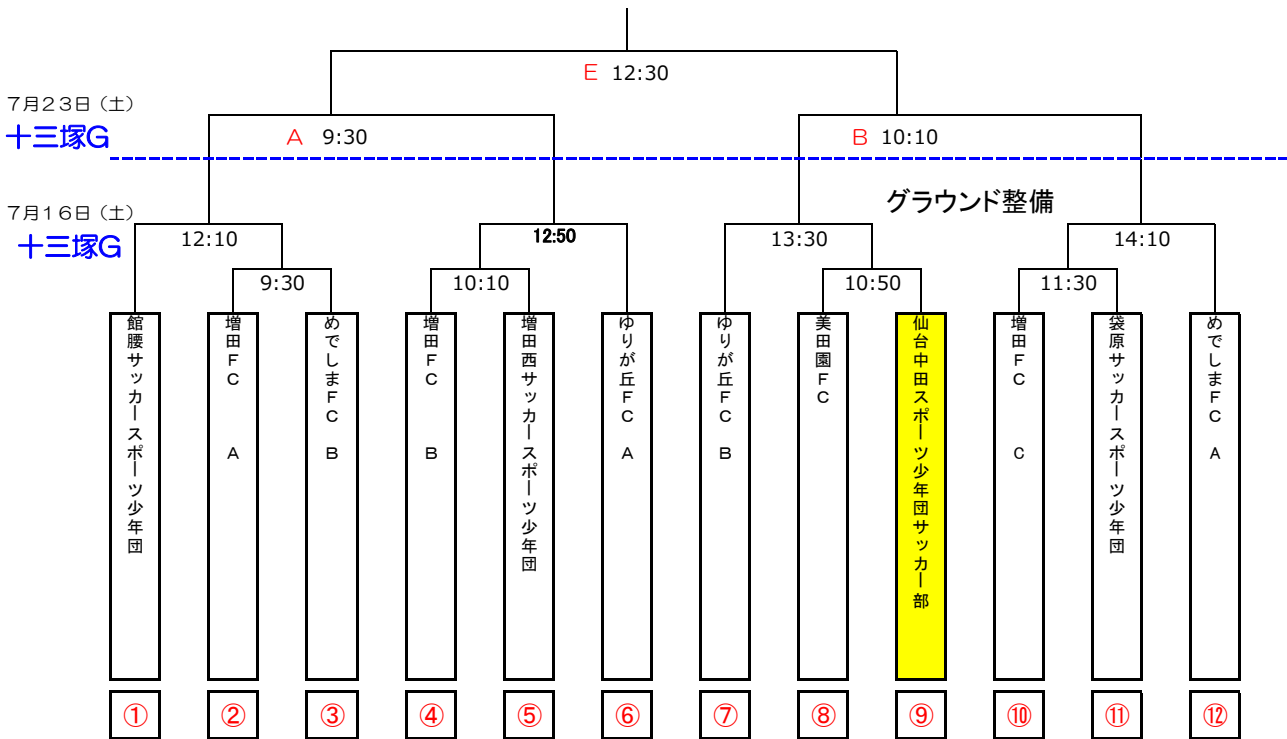 E 12:30
7月23日（土）
十三塚G
A 9:30
B 10:10
グラウンド整備
7月16日（土）
十三塚G
12:10
12:50
13:30
14:10
9:30
10:10
10:50
11:30
館腰サッカースポーツ少年団
増田FC A
めでしまFC B
増田FC B
増田西サッカースポーツ少年団
ゆりが丘FC A
ゆりが丘FC B
美田園FC
仙台中田スポーツ少年団サッカー部
増田FC C
袋原サッカースポーツ少年団
めでしまFC A
①
②
③
④
⑤
⑥
⑦
⑧
⑨
⑩
⑪
⑫